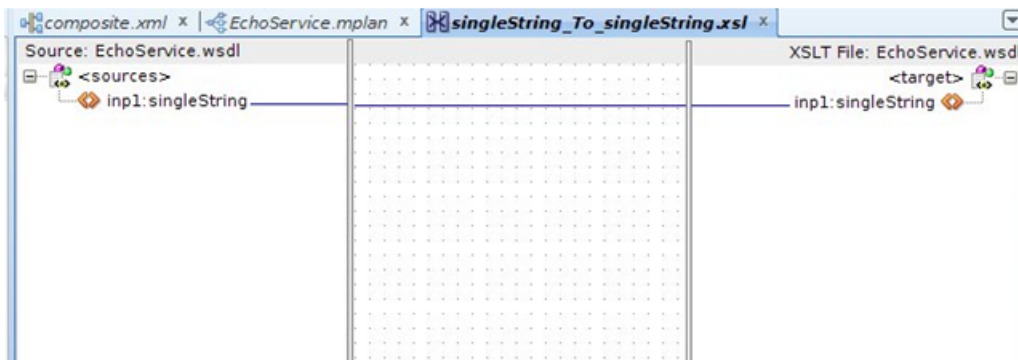 composite.xml x EchoService.mplan x singleString_To_singleString.xsl x
Source: EchoService.wsdl XSLT File: EchoService.wsd
<sources> <target>
inp1:singleString inp1:singleString